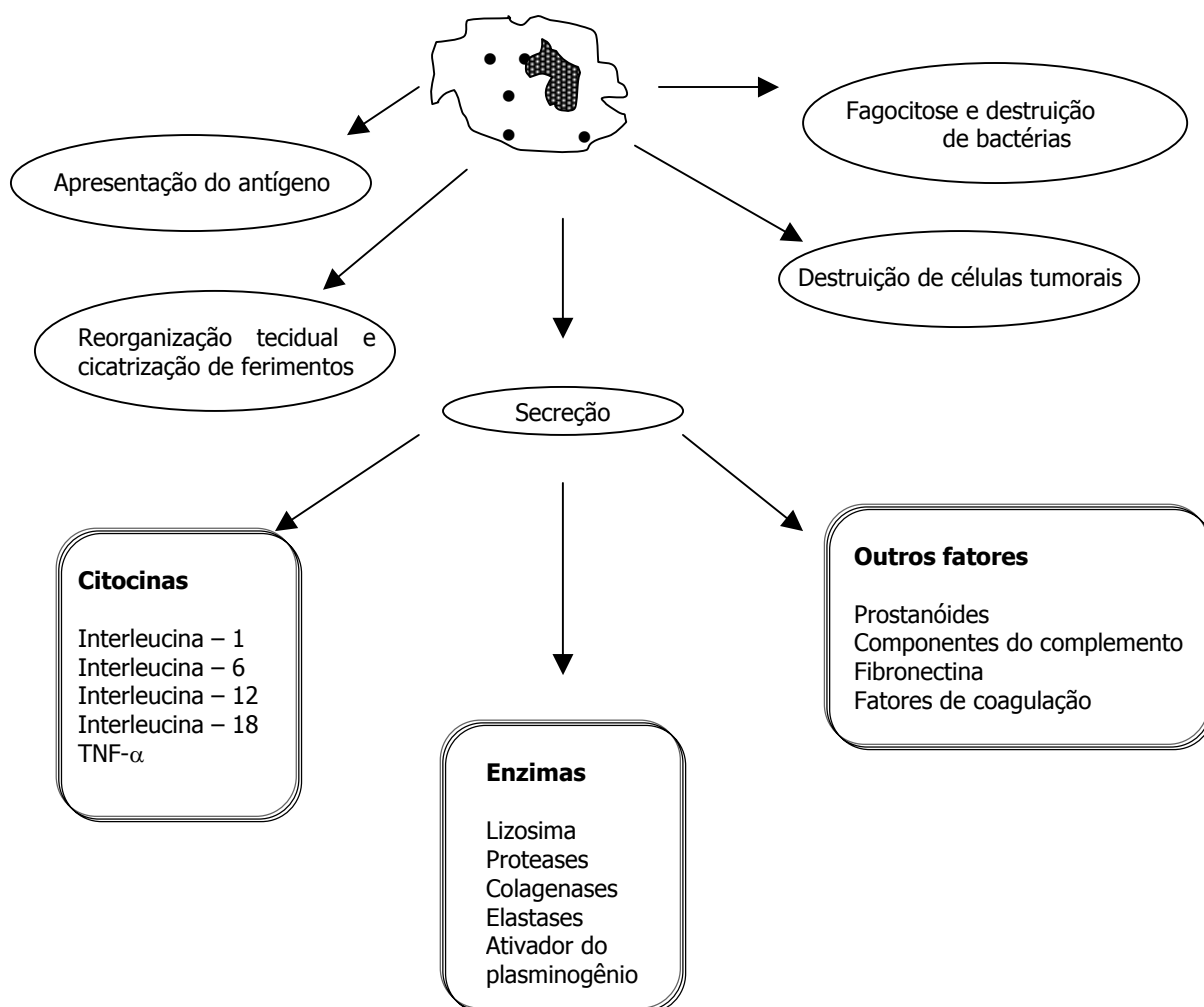 Fagocitose e destruição
de bactérias
Apresentação do antígeno
Destruição de células tumorais
Reorganização tecidual e
cicatrização de ferimentos
Secreção
Citocinas
Interleucina – 1
Interleucina – 6
Interleucina – 12
Interleucina – 18
TNF-α
Enzimas
Lizosima
Proteases
Colagenases
Elastases
Ativador do
plasminogênio
Outros fatores
Prostanóides
Componentes do complemento
Fibronectina
Fatores de coagulação